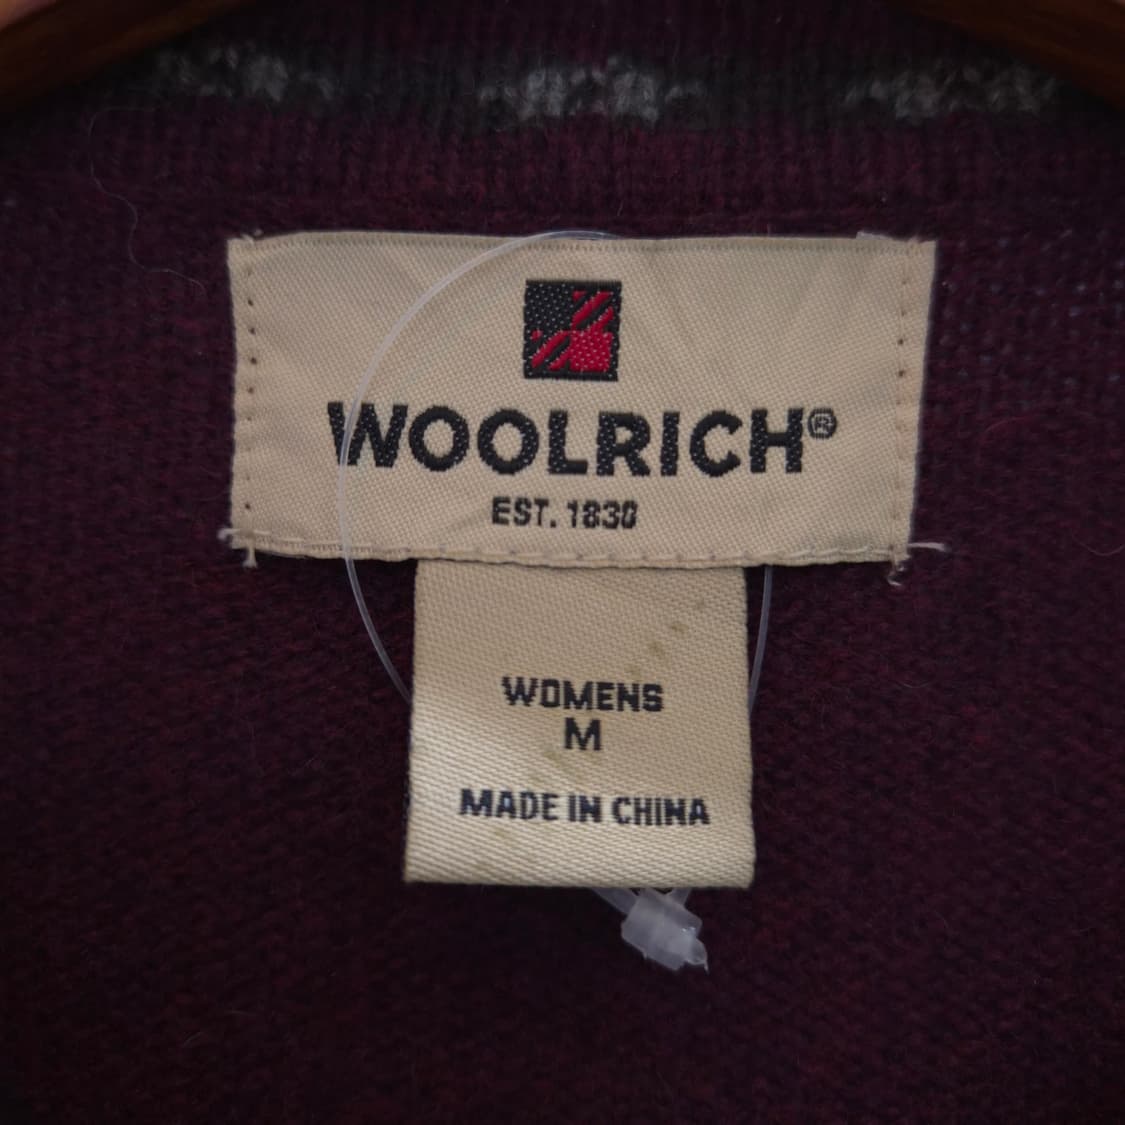 WOOLRICH®
EST. 1830
WOMENS
M
MADE IN CHINA